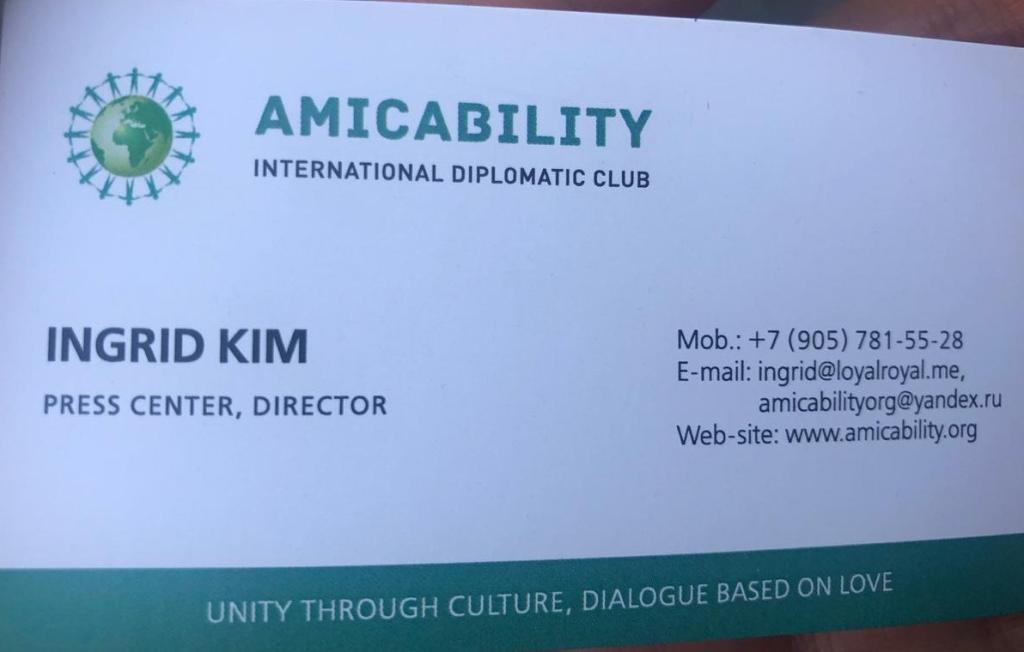 AMICABILITY
INTERNATIONAL DIPLOMATIC CLUB
INGRID KIM
PRESS CENTER, DIRECTOR
Mob.: +7 (905) 781-55-28
E-mail: ingrid@loyalroyal.me,
amicabilityorg@yandex.ru
Web-site: www.amicability.org
UNITY THROUGH CULTURE, DIALOGUE BASED ON LOVE